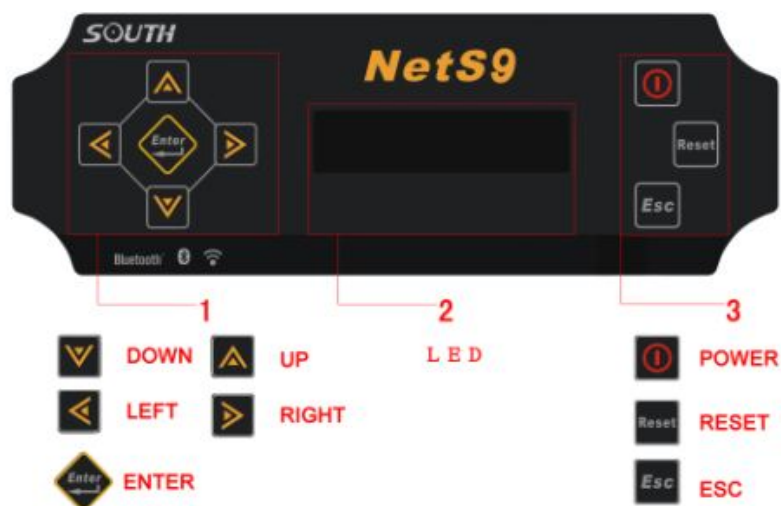 SOUTH
NetS9
Enter
Reset
Esc
Bluetooth
1
2
3
DOWN
UP
LED
POWER
LEFT
RIGHT
Reset
RESET
Enter
ENTER
Esc
ESC